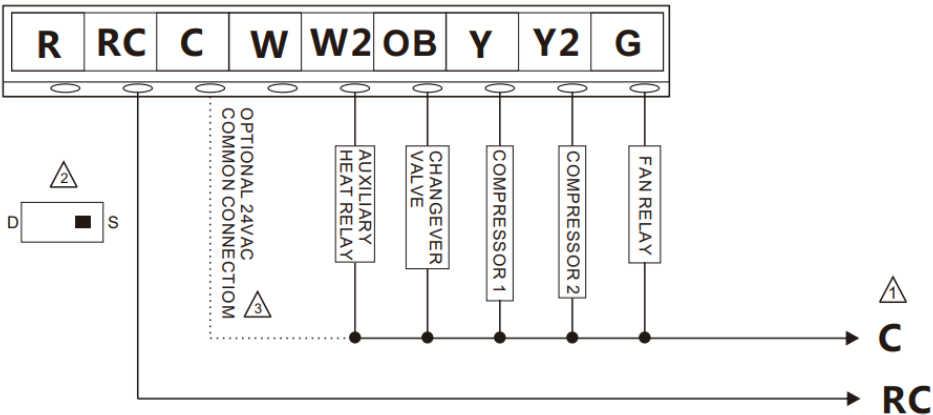 R RC C W W2 OB Y Y2 G
OPTIONAL 24VAC
COMMON CONNECTIOM
AUXILIARY
HEAT RELAY
CHANGEVER
VALVE
COMPRESSOR 1
COMPRESSOR 2
FAN RELAY
2
D S
3
1
C
RC